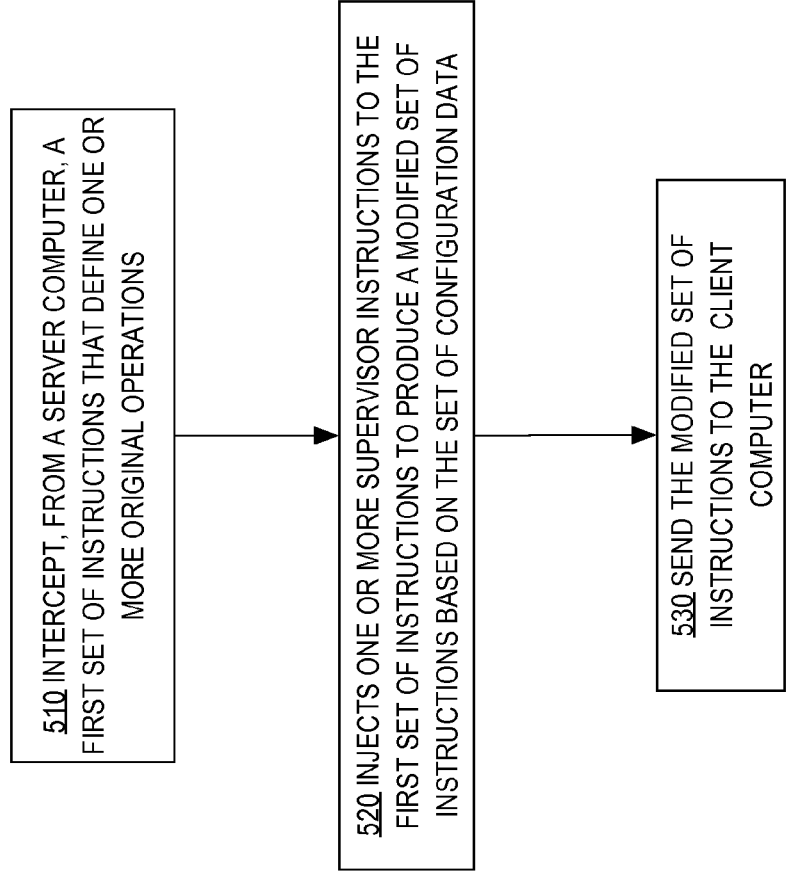 510 INTERCEPT, FROM A SERVER COMPUTER, A
FIRST SET OF INSTRUCTIONS THAT DEFINE ONE OR
MORE ORIGINAL OPERATIONS
520 INJECTS ONE OR MORE SUPERVISOR INSTRUCTIONS TO THE
FIRST SET OF INSTRUCTIONS TO PRODUCE A MODIFIED SET OF
INSTRUCTIONS BASED ON THE SET OF CONFIGURATION DATA
530 SEND THE MODIFIED SET OF
INSTRUCTIONS TO THE CLIENT
COMPUTER